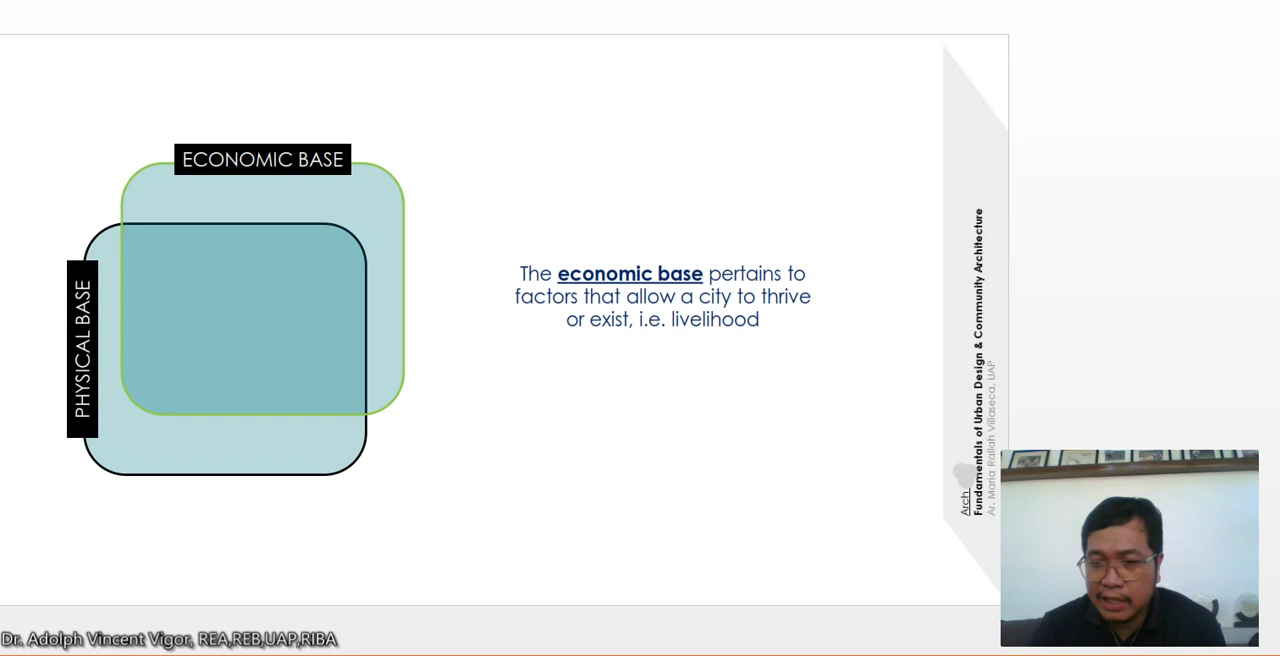 ECONOMIC BASE
PHYSICAL BASE
The economic base pertains to
factors that allow a city to thrive
or exist, i.e. livelihood
Arch
Fundamentals of Urban Design & Community Architecture
Ar. Maria Rallah Villaseca, UAP
Dr. Adolph Vincent Vigor, REA,REB,UAP,RIBA